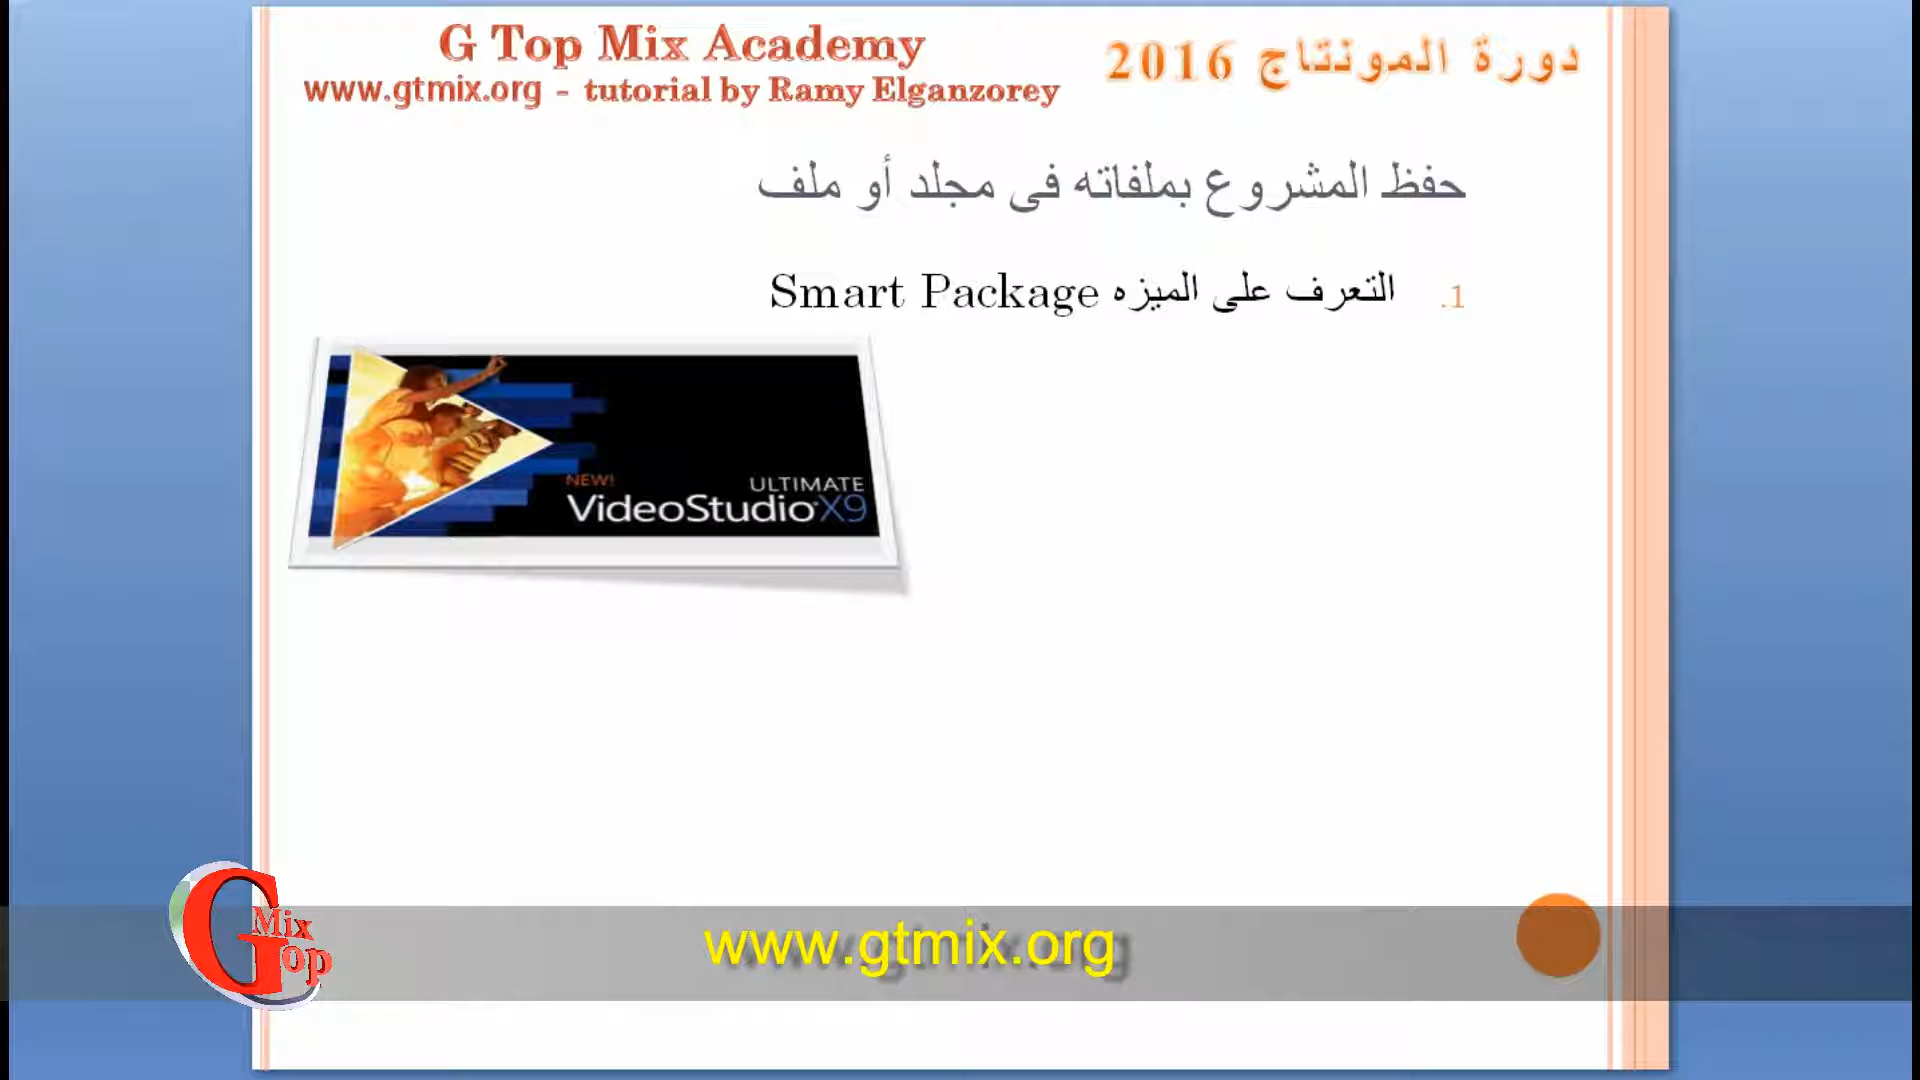 G Top Mix Academy
دورة المونتاج 2016
www.gtmix.org - tutorial by Ramy Elganzorey
حفظ المشروع بملفاته فى مجلد أو ملف
1. التعرف على الميزه Smart Package
NEW!
ULTIMATE
VideoStudio X9
G Mix Top
www.gtmix.org